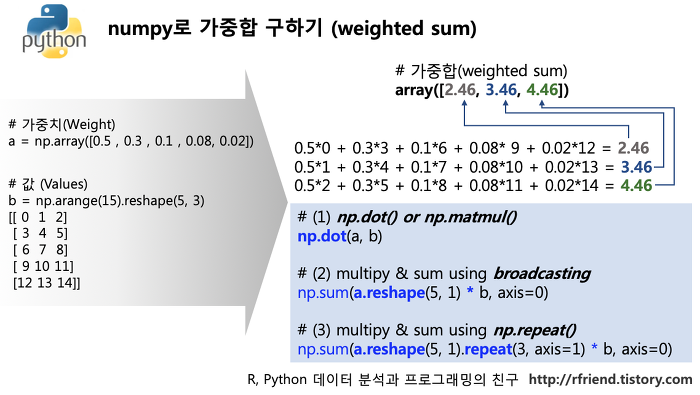 python
numpy로 가중합 구하기 (weighted sum)
# 가중치(Weight)
a = np.array([0.5 , 0.3 , 0.1 , 0.08, 0.02])
# 값 (Values)
b = np.arange(15).reshape(5, 3)
[[ 0 1 2]
[ 3 4 5]
[ 6 7 8]
[ 9 10 11]
[12 13 14]]
# 가중합(weighted sum)
array([2.46, 3.46, 4.46])
0.5*0 + 0.3*3 + 0.1*6 + 0.08* 9 + 0.02*12 = 2.46
0.5*1 + 0.3*4 + 0.1*7 + 0.08*10 + 0.02*13 = 3.46
0.5*2 + 0.3*5 + 0.1*8 + 0.08*11 + 0.02*14 = 4.46
# (1) np.dot() or np.matmul()
np.dot(a, b)
# (2) multipy & sum using broadcasting
np.sum(a.reshape(5, 1) * b, axis=0)
# (3) multipy & sum using np.repeat()
np.sum(a.reshape(5, 1).repeat(3, axis=1) * b, axis=0)
R, Python 데이터 분석과 프로그래밍의 친구 http://rfriend.tistory.com